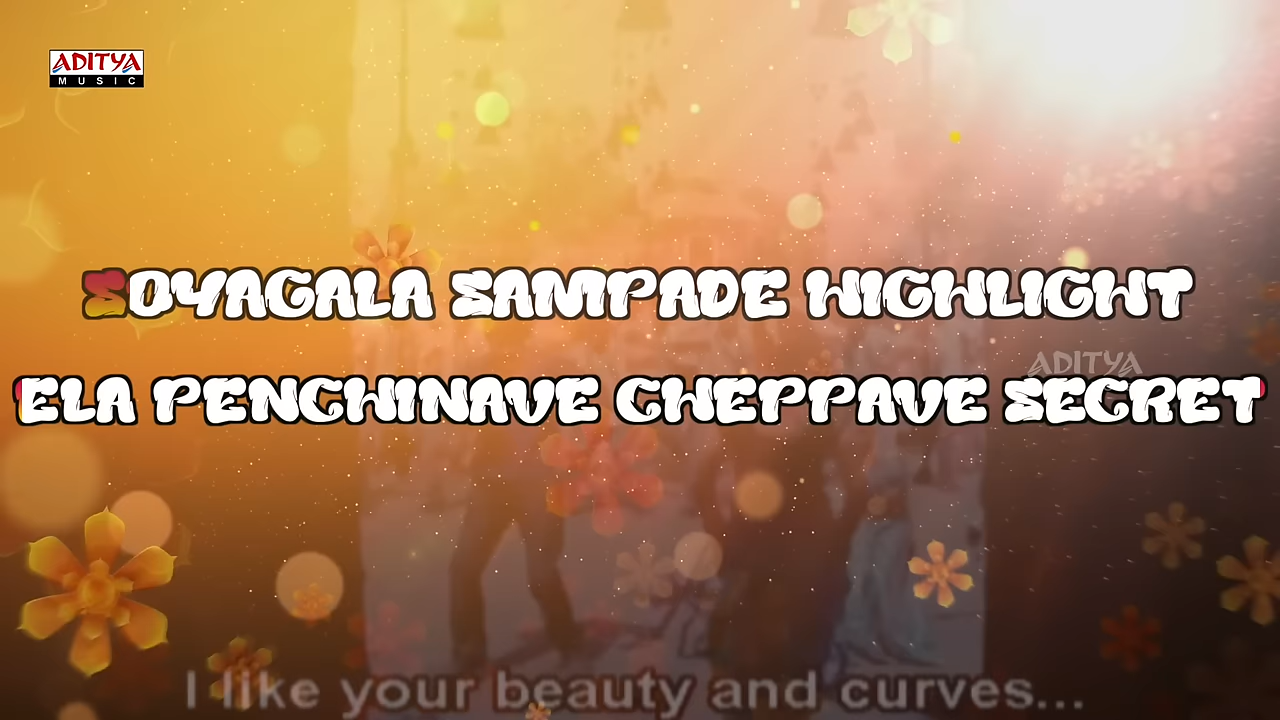 ADITYA
MUSIC
SOYAGALA SAMPADE HIGHLIGHT
ADITYA
ELA PENCHINAVE CHEPPAVE SECRET
I like your beauty and curves...